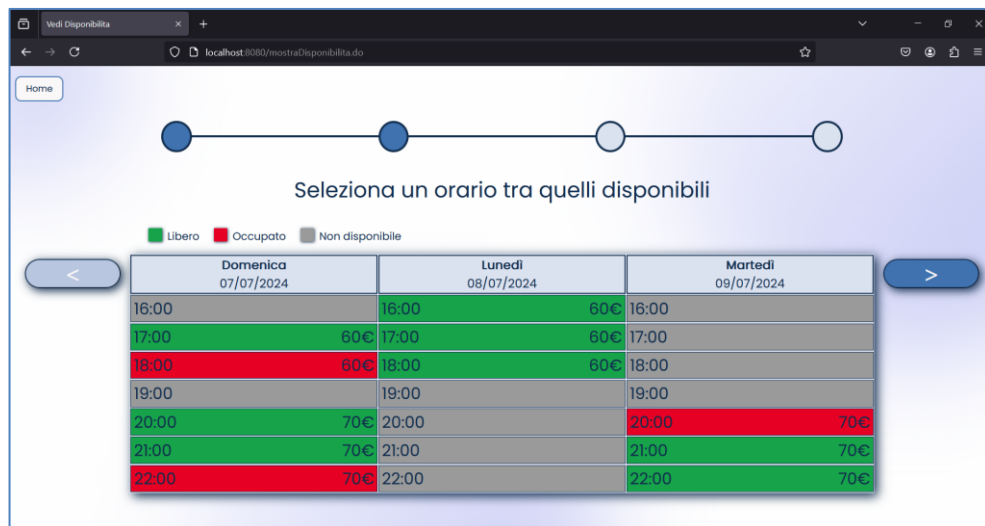 Vedi Disponibilita
localhost:8080/mostraDisponibilita.do
Home
Seleziona un orario tra quelli disponibili
Libero Occupato Non disponibile
< >
Domenica Lunedì Martedì
07/07/2024 08/07/2024 09/07/2024
16:00 16:00 60€ 16:00
17:00 60€ 17:00 60€ 17:00
18:00 60€ 18:00 60€ 18:00
19:00 19:00 19:00
20:00 70€ 20:00 20:00 70€
21:00 70€ 21:00 21:00 70€
22:00 70€ 22:00 22:00 70€